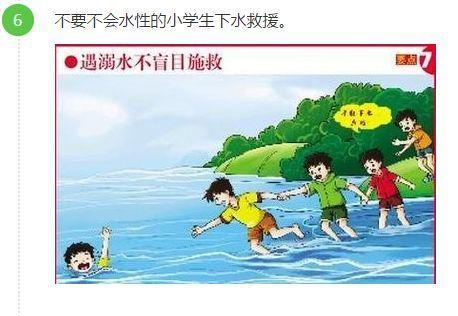 6 不要不会水性的小学生下水救援。
●遇溺水不盲目施救
要点 7